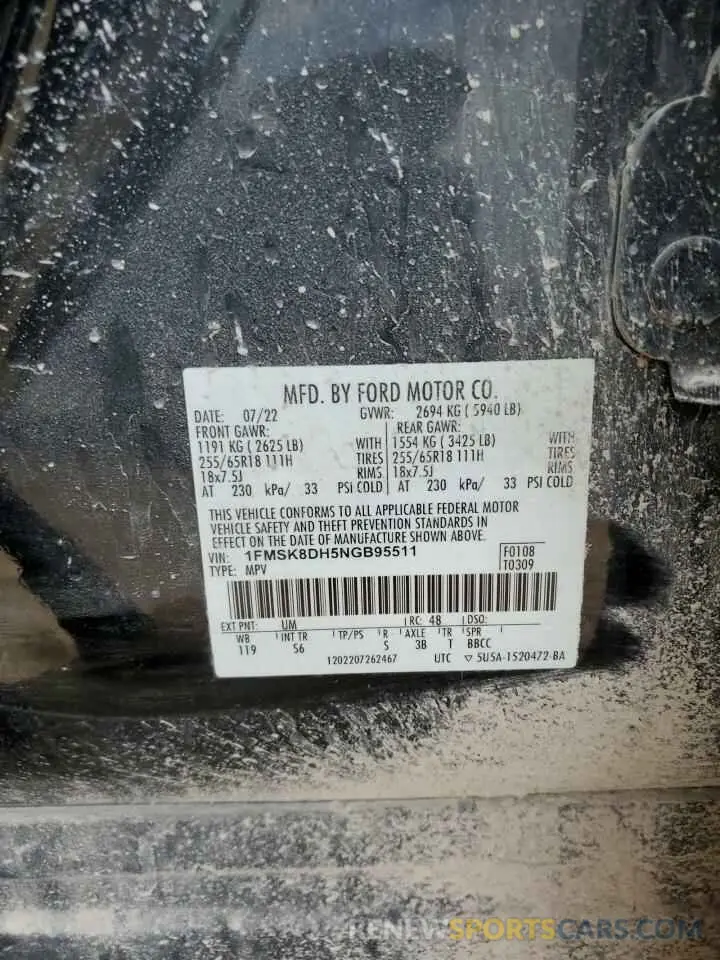 MFD. BY FORD MOTOR CO.
DATE: 07/22 GVWR: 2694 KG ( 5940 LB)
FRONT GAWR: REAR GAWR:
1191 KG ( 2625 LB) WITH 1554 KG ( 3425 LB) WITH
255/65R18 111H TIRES 255/65R18 111H TIRES
18x7.5J RIMS 18x7.5J RIMS
AT 230 kPa/ 33 PSI COLD AT 230 kPa/ 33 PSI COLD
THIS VEHICLE CONFORMS TO ALL APPLICABLE FEDERAL MOTOR
VEHICLE SAFETY AND THEFT PREVENTION STANDARDS IN
EFFECT ON THE DATE OF MANUFACTURE SHOWN ABOVE.
VIN: 1FMSK8DH5NGB95511 F0108
TYPE: MPV T0309
EXT PNT: UM RC: 48 DSO:
WB INT TR TP/PS R AXLE TR SPR
119 S6 S 3B T BBCC
1202207262467 UTC ▽ 5U5A-1520472-BA
RENEWSPORTSCARS.COM